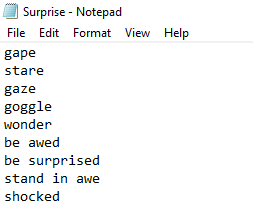 Surprise - Notepad
File Edit Format View Help
gape
stare
gaze
goggle
wonder
be awed
be surprised
stand in awe
shocked